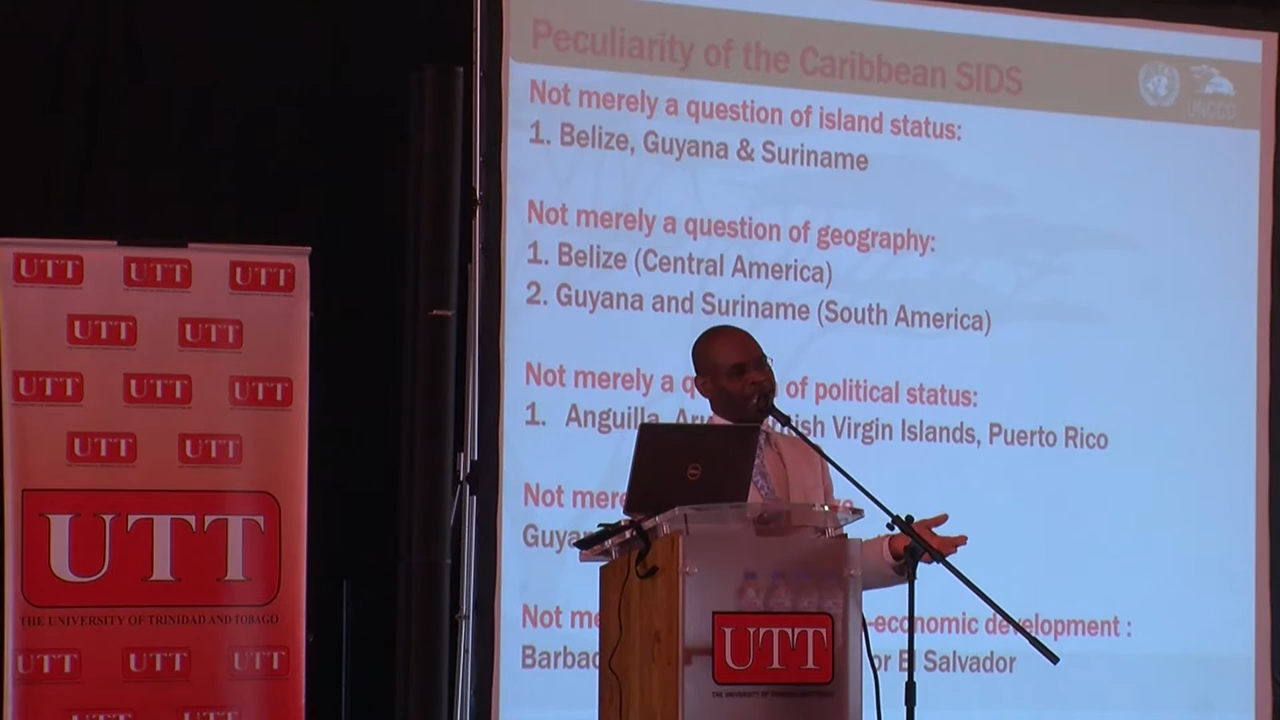 Peculiarity of the Caribbean SIDS
UNCCD
Not merely a question of island status:
1. Belize, Guyana & Suriname
Not merely a question of geography:
1. Belize (Central America)
2. Guyana and Suriname (South America)
Not merely a of political status:
1. Anguilla, Virgin Islands, Puerto Rico
Not
Not -economic development :
or El Salvador
UTT UTT UTT
UTT UTT
UTT UTT UTT
UTT UTT
UTT
THE UNIVERSITY OF TRINIDAD AND TOBAGO
UTT UTT UTT
UTT UTT
UTT
THE UNIVERSITY OF TRINIDAD AND TOBAGO